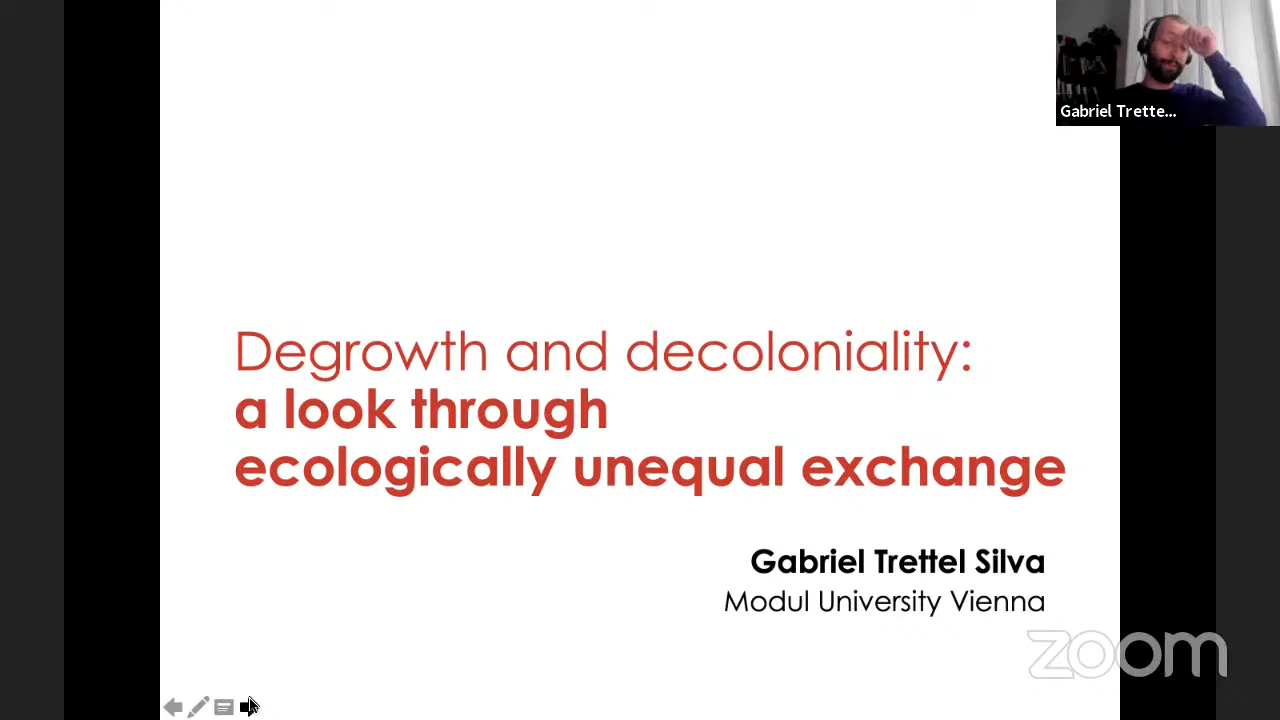 Gabriel Trette...
Degrowth and decoloniality:
a look through
ecologically unequal exchange
Gabriel Trettel Silva
Modul University Vienna
zoom